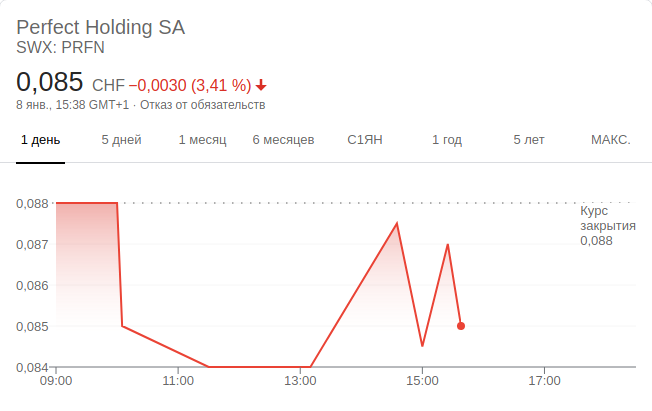 Perfect Holding SA
SWX: PRFN
0,085 CHF −0,0030 (3,41 %)
8 янв., 15:38 GMT+1 · Отказ от обязательств
1 день 5 дней 1 месяц 6 месяцев С1ЯН 1 год 5 лет МАКС.
0,088
Курс
закрытия
0,088
0,087
0,086
0,085
0,084
09:00 11:00 13:00 15:00 17:00